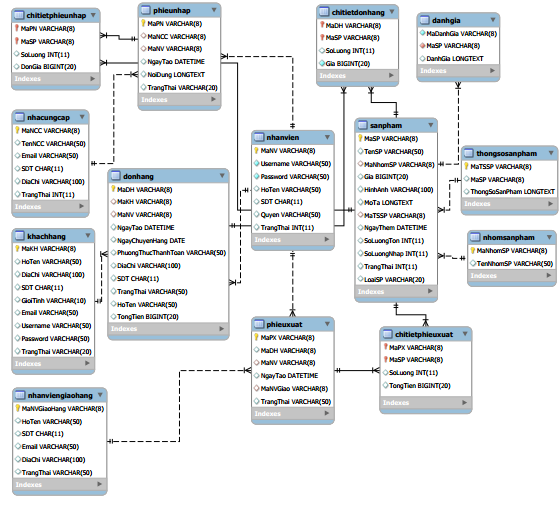 chitietphieunhap
MaPN VARCHAR(8)
MaSP VARCHAR(8)
SoLuong INT(11)
DonGia BIGINT(20)
Indexes
phieunhap
MaPN VARCHAR(8)
MaNCC VARCHAR(8)
MaNV VARCHAR(8)
NgayTao DATETIME
NoiDung LONGTEXT
TrangThai VARCHAR(20)
Indexes
chitietdonhang
MaDH VARCHAR(8)
MaSP VARCHAR(8)
SoLuong INT(11)
Gia BIGINT(20)
Indexes
danhgia
MaDanhGia VARCHAR(8)
MaSP VARCHAR(8)
DanhGia LONGTEXT
Indexes
nhacungcap
MaNCC VARCHAR(8)
TenNCC VARCHAR(50)
Email VARCHAR(50)
SDT CHAR(11)
DiaChi VARCHAR(100)
TrangThai INT(11)
Indexes
nhanvien
MaNV VARCHAR(8)
Username VARCHAR(50)
Password VARCHAR(50)
HoTen VARCHAR(50)
SDT CHAR(11)
Quyen VARCHAR(50)
TrangThai INT(11)
Indexes
sanpham
MaSP VARCHAR(8)
TenSP VARCHAR(50)
MaNhomSP VARCHAR(8)
Gia BIGINT(20)
HinhAnh VARCHAR(100)
MoTa LONGTEXT
MaTSSP VARCHAR(8)
NgayThem DATETIME
SoLuongTon INT(11)
SoLuongNhap INT(11)
TrangThai INT(11)
LoaiSP VARCHAR(20)
Indexes
thongsosanpham
MaTSSP VARCHAR(8)
MaSP VARCHAR(8)
ThongSoSanPham LONGTEXT
Indexes
donhang
MaDH VARCHAR(8)
MaKH VARCHAR(8)
MaNV VARCHAR(8)
NgayTao DATETIME
NgayChuyenHang DATE
PhuongThucThanhToan VARCHAR(50)
DiaChi VARCHAR(100)
SDT CHAR(11)
TrangThai VARCHAR(50)
HoTen VARCHAR(50)
TongTien BIGINT(20)
Indexes
khachhang
MaKH VARCHAR(8)
HoTen VARCHAR(50)
DiaChi VARCHAR(100)
SDT CHAR(11)
GioiTinh VARCHAR(10)
Email VARCHAR(50)
Username VARCHAR(50)
Password VARCHAR(50)
TrangThai VARCHAR(20)
Indexes
nhomsanpham
MaNhomSP VARCHAR(8)
TenNhomSP VARCHAR(50)
Indexes
phieuxuat
MaPX VARCHAR(8)
MaDH VARCHAR(8)
MaNV VARCHAR(8)
NgayTao DATETIME
MaNVGiao VARCHAR(8)
TrangThai VARCHAR(50)
Indexes
chitietphieuxuat
MaPX VARCHAR(8)
MaSP VARCHAR(8)
SoLuong INT(11)
TongTien BIGINT(20)
Indexes
nhanviengiaohang
MaNVGiaoHang VARCHAR(8)
HoTen VARCHAR(50)
SDT CHAR(11)
Email VARCHAR(50)
DiaChi VARCHAR(100)
TrangThai VARCHAR(50)
Indexes